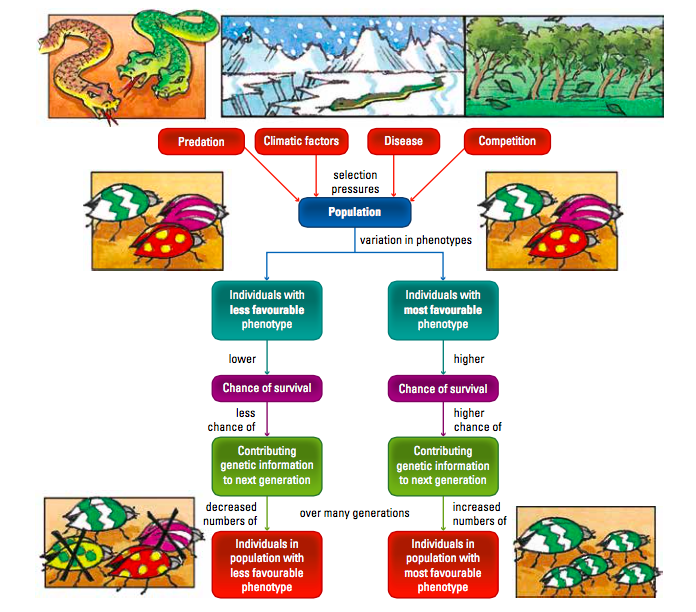 Predation
Climatic factors
Disease
Competition
selection
pressures
Population
variation in phenotypes
Individuals with
less favourable
phenotype
Individuals with
most favourable
phenotype
lower
higher
Chance of survival
Chance of survival
less
chance of
higher
chance of
Contributing
genetic information
to next generation
Contributing
genetic information
to next generation
decreased
numbers of
over many generations
increased
numbers of
Individuals in
population with
less favourable
phenotype
Individuals in
population with
most favourable
phenotype